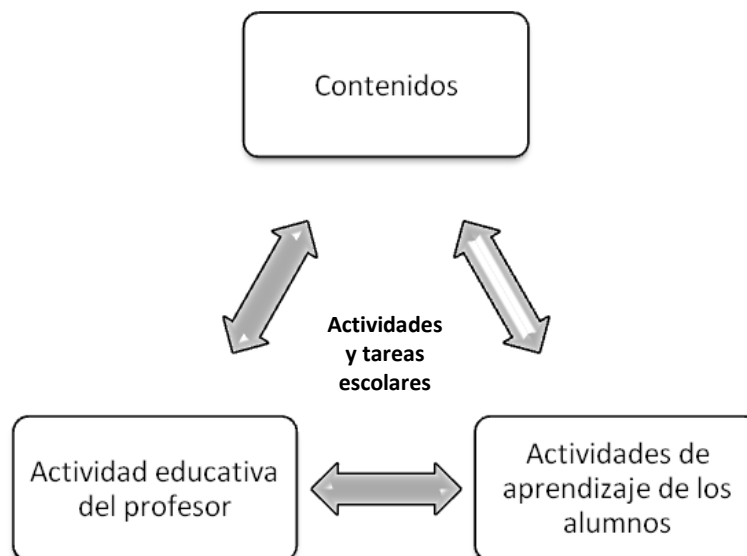 Contenidos
Actividades
y tareas
escolares
Actividad educativa
del profesor
Actividades de
aprendizaje de los
alumnos